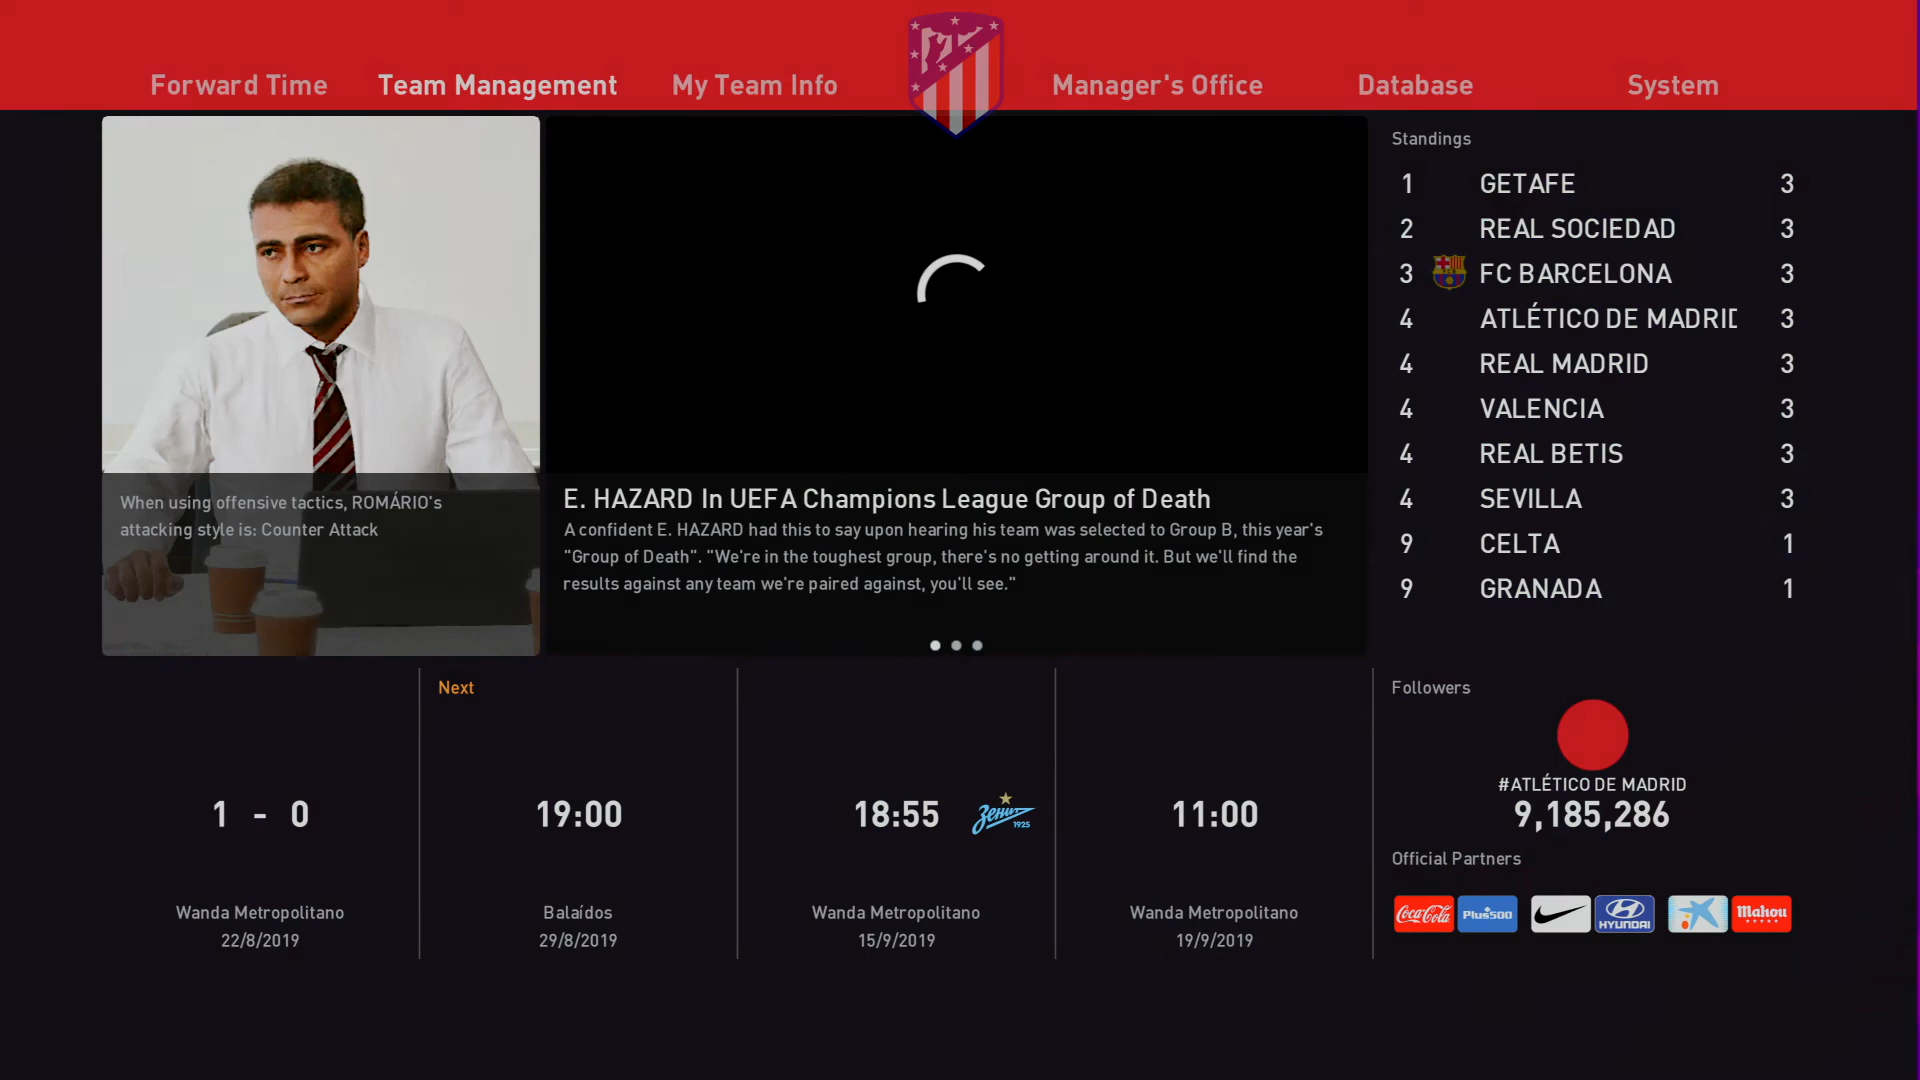 Forward Time
Team Management
My Team Info
Manager's Office
Database
System
When using offensive tactics, ROMÁRIO's
attacking style is: Counter Attack
E. HAZARD In UEFA Champions League Group of Death
A confident E. HAZARD had this to say upon hearing his team was selected to Group B, this year's
"Group of Death". "We're in the toughest group, there's no getting around it. But we'll find the
results against any team we're paired against, you'll see."
Standings
1 GETAFE 3
2 REAL SOCIEDAD 3
3 FC BARCELONA 3
4 ATLÉTICO DE MADRI 3
4 REAL MADRID 3
4 VALENCIA 3
4 REAL BETIS 3
4 SEVILLA 3
9 CELTA 1
9 GRANADA 1
1 - 0
Wanda Metropolitano
22/8/2019
Next
19:00
Balaídos
29/8/2019
18:55
Зенит
1925
Wanda Metropolitano
15/9/2019
11:00
Wanda Metropolitano
19/9/2019
Followers
#ATLÉTICO DE MADRID
9,185,286
Official Partners
Coca-Cola
Plus500
HYUNDAI
Mahou